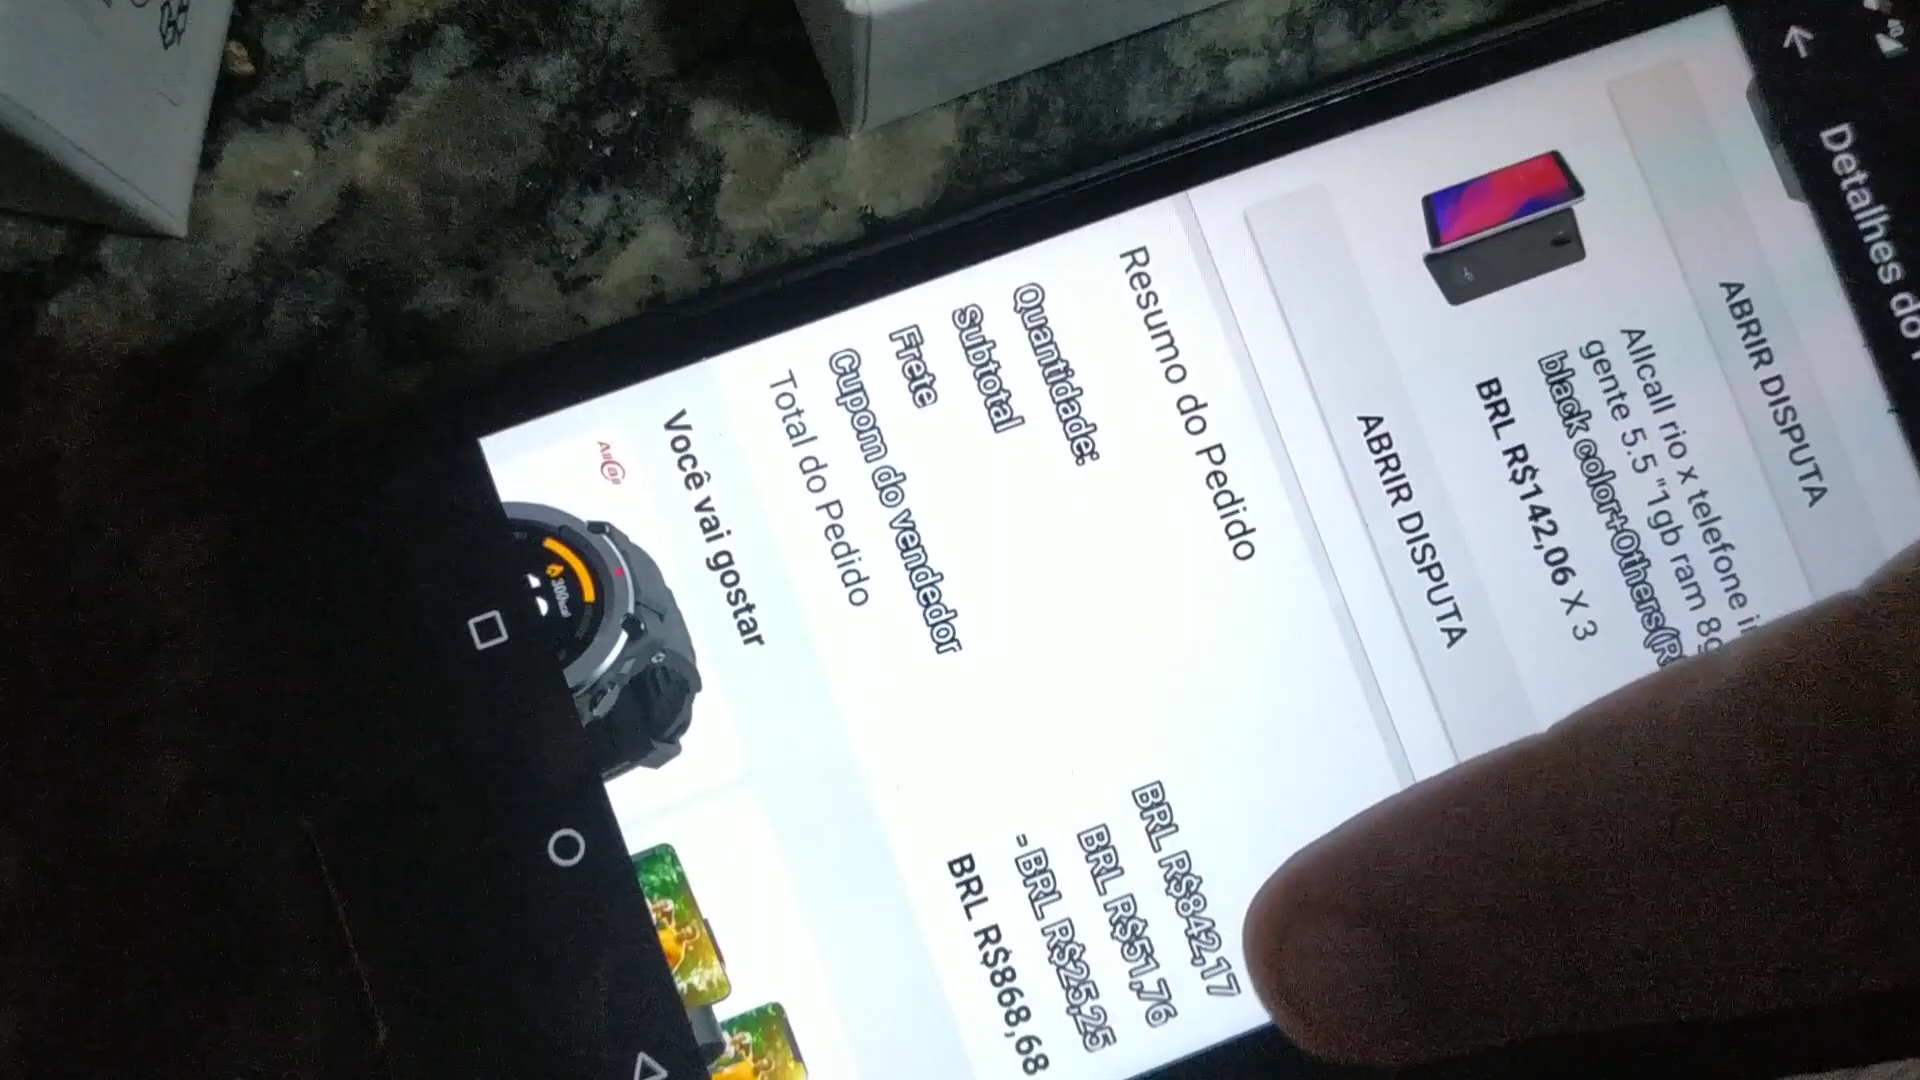 Detalhes do
ABRIR DISPUTA
Allcall rio x telefone
gente 5.5 "1gb ram
black color+Others
BRL R$142,06 X 3
ABRIR DISPUTA
Resumo do Pedido
Quantidade:
Subtotal BRL R$842,17
Frete BRL R$51,76
Cupom do vendedor - BRL R$25,25
Total do Pedido BRL R$868,68
Você vai gostar
300kcal